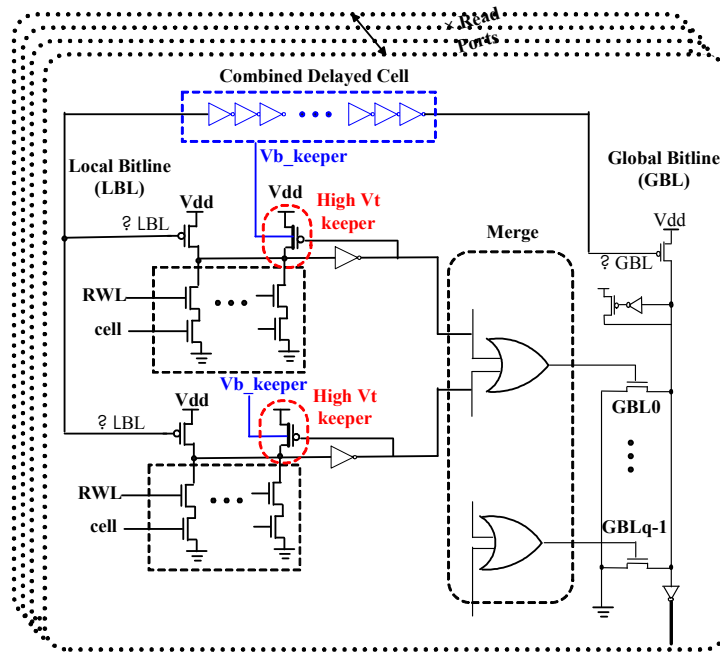 × Read
Ports
Combined Delayed Cell
Vb_keeper
Local Bitline
(LBL)
Global Bitline
(GBL)
Vdd
Vdd
High Vt
keeper
Vdd
? LBL
Merge
? GBL
RWL
cell
Vdd
Vb_keeper
High Vt
keeper
? LBL
GBL0
RWL
cell
GBLq-1